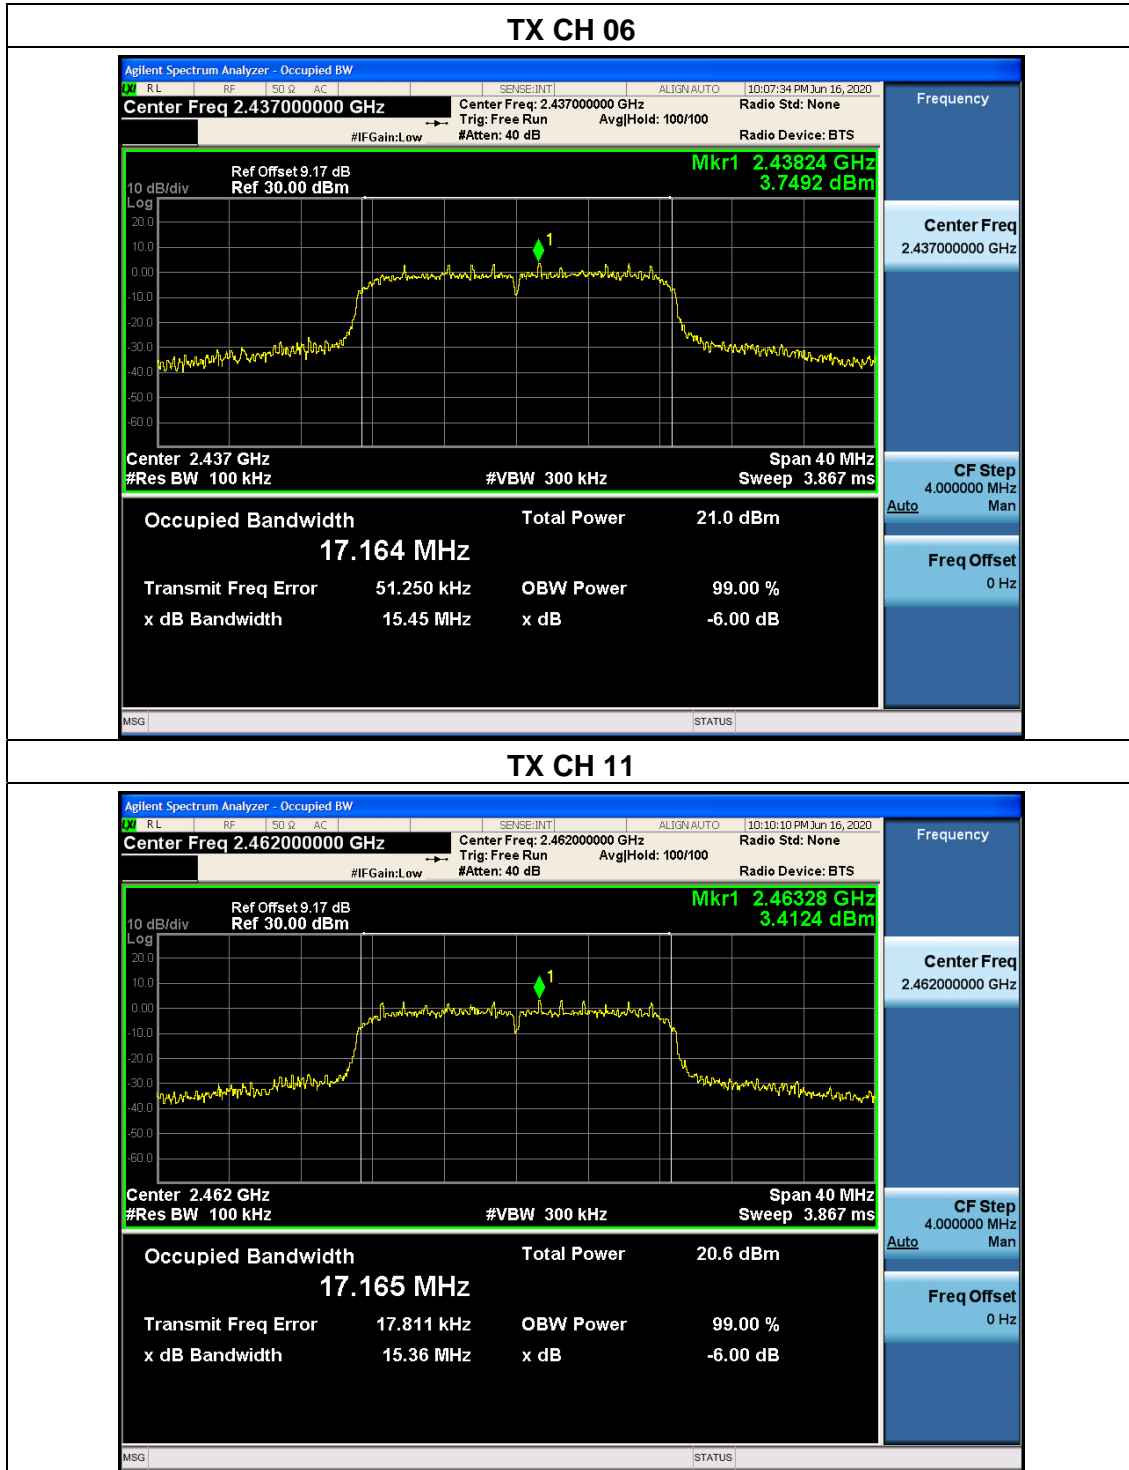 TX CH 06
Agilent Spectrum Analyzer - Occupied BW
LXI RL RF 50 Ω AC SENSE:INT ALIGN AUTO 10:07:34 PM Jun 16, 2020
Center Freq 2.437000000 GHz
Center Freq: 2.437000000 GHz Radio Std: None
Trig: Free Run Avg|Hold: 100/100
#IFGain:Low #Atten: 40 dB Radio Device: BTS
Frequency
Mkr1 2.43824 GHz
3.7492 dBm
Ref Offset 9.17 dB
10 dB/div Ref 30.00 dBm
Log
20.0
10.0
0.00
-10.0
-20.0
-30.0
-40.0
-50.0
-60.0
1
Center 2.437 GHz Span 40 MHz
#Res BW 100 kHz #VBW 300 kHz Sweep 3.867 ms
Center Freq
2.437000000 GHz
CF Step
4.000000 MHz
Auto Man
Freq Offset
0 Hz
Occupied Bandwidth Total Power 21.0 dBm
17.164 MHz
Transmit Freq Error 51.250 kHz OBW Power 99.00 %
x dB Bandwidth 15.45 MHz x dB -6.00 dB
MSG STATUS
TX CH 11
Agilent Spectrum Analyzer - Occupied BW
LXI RL RF 50 Ω AC SENSE:INT ALIGN AUTO 10:10:10 PM Jun 16, 2020
Center Freq 2.462000000 GHz
Center Freq: 2.462000000 GHz Radio Std: None
Trig: Free Run Avg|Hold: 100/100
#IFGain:Low #Atten: 40 dB Radio Device: BTS
Frequency
Mkr1 2.46328 GHz
3.4124 dBm
Ref Offset 9.17 dB
10 dB/div Ref 30.00 dBm
Log
20.0
10.0
0.00
-10.0
-20.0
-30.0
-40.0
-50.0
-60.0
1
Center 2.462 GHz Span 40 MHz
#Res BW 100 kHz #VBW 300 kHz Sweep 3.867 ms
Center Freq
2.462000000 GHz
CF Step
4.000000 MHz
Auto Man
Freq Offset
0 Hz
Occupied Bandwidth Total Power 20.6 dBm
17.165 MHz
Transmit Freq Error 17.811 kHz OBW Power 99.00 %
x dB Bandwidth 15.36 MHz x dB -6.00 dB
MSG STATUS